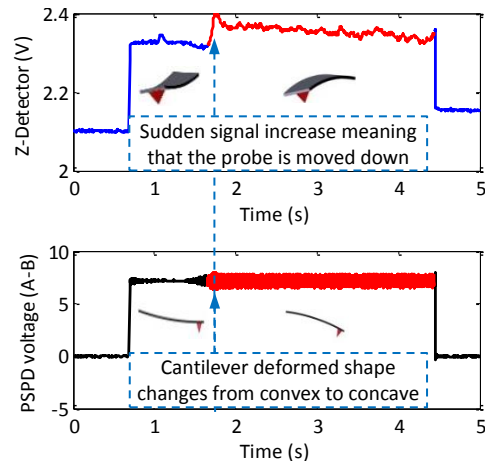 2.4
2.2
2
Z-Detector (V)
Sudden signal increase meaning
that the probe is moved down
0 1 2 3 4 5
Time (s)
10
5
0
-5
PSPD voltage (A-B)
Cantilever deformed shape
changes from convex to concave
0 1 2 3 4 5
Time (s)